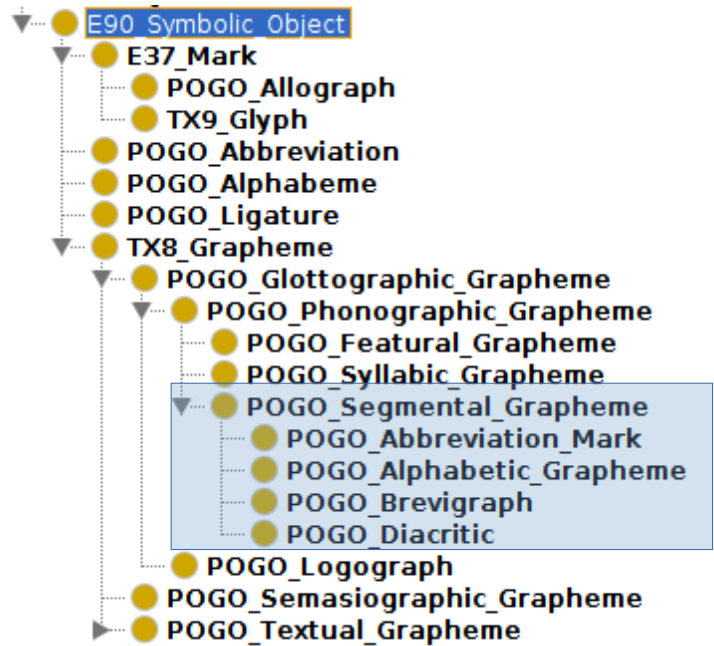 E90_Symbolic_Object
E37_Mark
POGO_Allograph
TX9_Glyph
POGO_Abbreviation
POGO_Alphabeme
POGO_Ligature
TX8_Grapheme
POGO_Glottographic_Grapheme
POGO_Phonographic_Grapheme
POGO_Featural_Grapheme
POGO_Syllabic_Grapheme
POGO_Segmental_Grapheme
POGO_Abbreviation_Mark
POGO_Alphabetic_Grapheme
POGO_Brevigraph
POGO_Diacritic
POGO_Logograph
POGO_Semasiographic_Grapheme
POGO_Textual_Grapheme